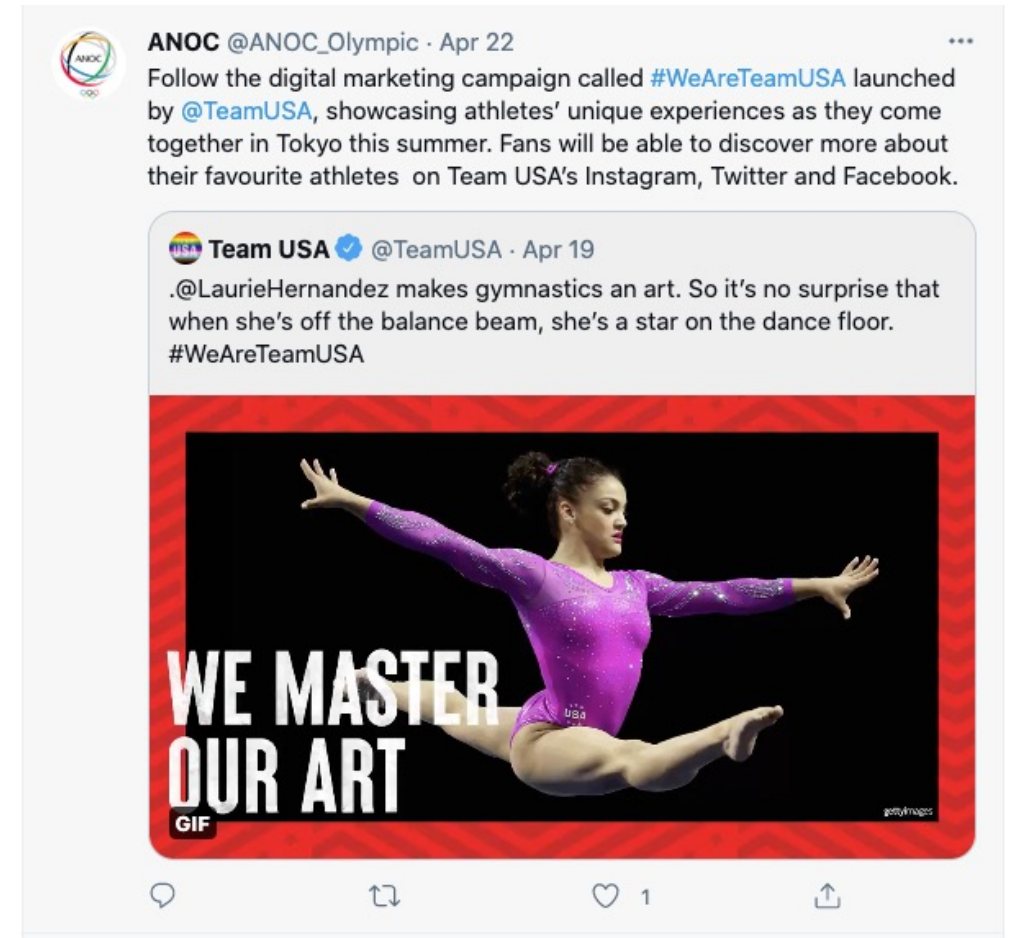 ANOC
ANOC @ANOC_Olympic · Apr 22
Follow the digital marketing campaign called #WeAreTeamUSA launched
by @TeamUSA, showcasing athletes’ unique experiences as they come
together in Tokyo this summer. Fans will be able to discover more about
their favourite athletes  on Team USA’s Instagram, Twitter and Facebook.
USA
Team USA @TeamUSA · Apr 19
.@LaurieHernandez makes gymnastics an art. So it’s no surprise that
when she’s off the balance beam, she’s a star on the dance floor.
#WeAreTeamUSA
USA
WE MASTER
OUR ART
GIF
gettyimages
1